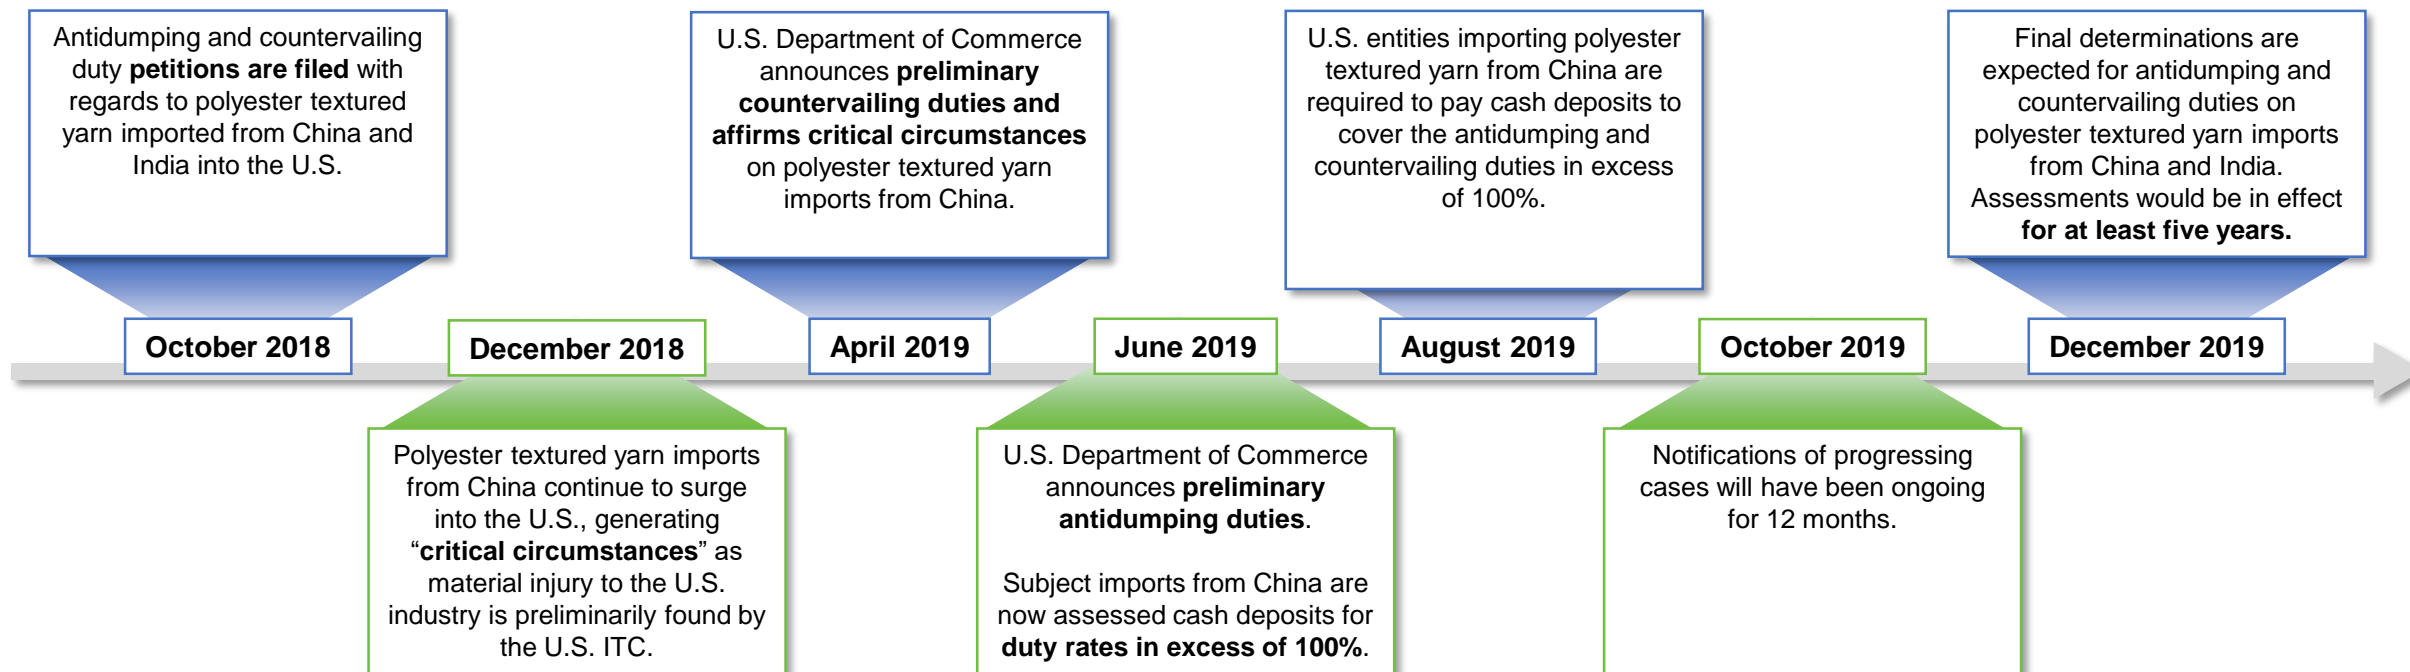 Antidumping and countervailing
duty petitions are filed with
regards to polyester textured
yarn imported from China and
India into the U.S.
U.S. Department of Commerce
announces preliminary
countervailing duties and
affirms critical circumstances
on polyester textured yarn
imports from China.
U.S. entities importing polyester
textured yarn from China are
required to pay cash deposits to
cover the antidumping and
countervailing duties in excess
of 100%.
Final determinations are
expected for antidumping and
countervailing duties on
polyester textured yarn imports
from China and India.
Assessments would be in effect
for at least five years.
October 2018
December 2018
April 2019
June 2019
August 2019
October 2019
December 2019
Polyester textured yarn imports
from China continue to surge
into the U.S., generating
“critical circumstances” as
material injury to the U.S.
industry is preliminarily found by
the U.S. ITC.
U.S. Department of Commerce
announces preliminary
antidumping duties.
Subject imports from China are
now assessed cash deposits for
duty rates in excess of 100%.
Notifications of progressing
cases will have been ongoing
for 12 months.